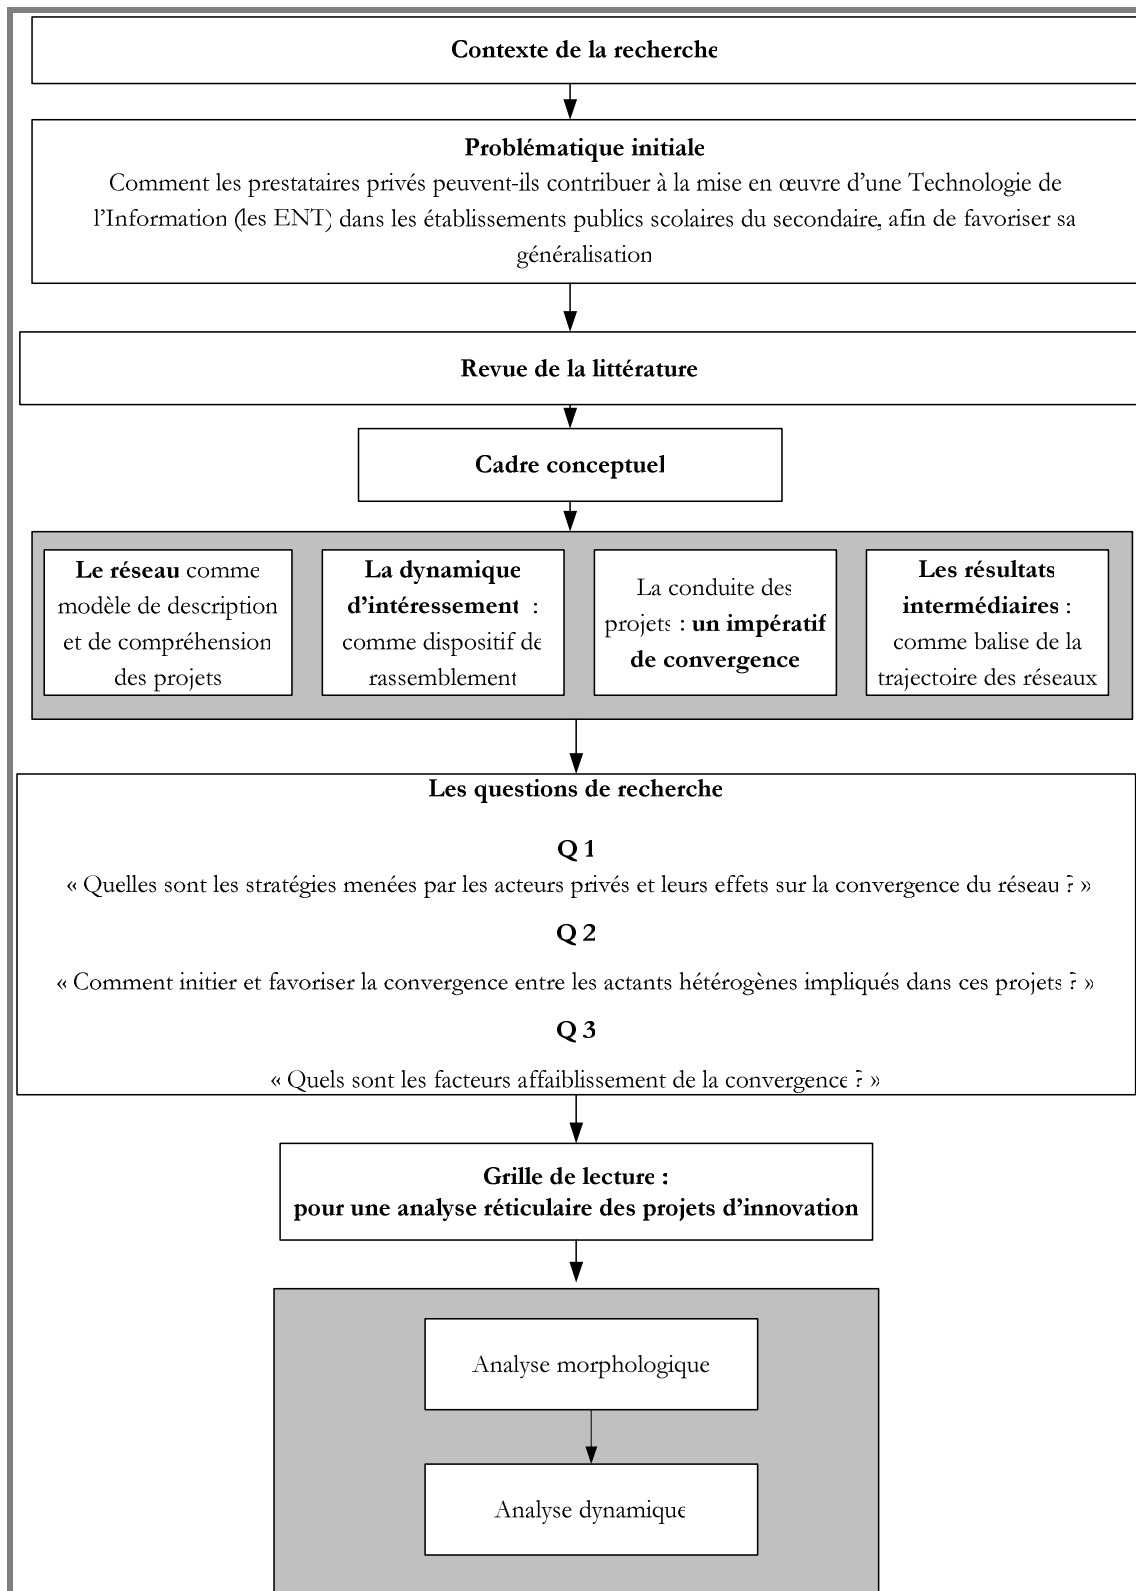 Contexte de la recherche
Problématique initiale
Comment les prestataires privés peuvent-ils contribuer à la mise en œuvre d’une Technologie de
l’Information (les ENT) dans les établissements publics scolaires du secondaire, afin de favoriser sa
généralisation
Revue de la littérature
Cadre conceptuel
Le réseau comme
modèle de description
et de compréhension
des projets
La dynamique
d’intéressement :
comme dispositif de
rassemblement
La conduite des
projets : un impératif
de convergence
Les résultats
intermédiaires :
comme balise de la
trajectoire des réseaux
Les questions de recherche
Q 1
« Quelles sont les stratégies menées par les acteurs privés et leurs effets sur la convergence du réseau ? »
Q 2
« Comment initier et favoriser la convergence entre les actants hétérogènes impliqués dans ces projets ? »
Q 3
« Quels sont les facteurs affaiblissement de la convergence ? »
Grille de lecture :
pour une analyse réticulaire des projets d’innovation
Analyse morphologique
Analyse dynamique